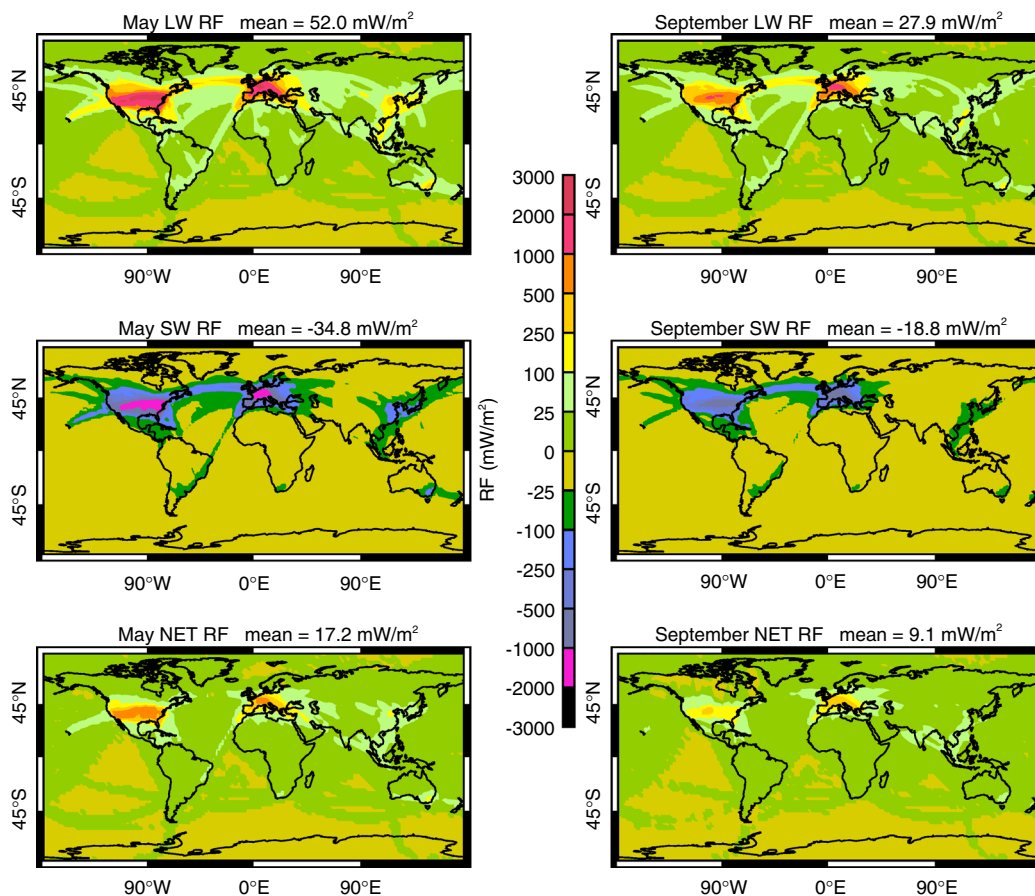 May LW RF mean = 52.0 mW/m²
45°N
45°S
90°W 0°E 90°E
September LW RF mean = 27.9 mW/m²
45°N
45°S
90°W 0°E 90°E
May SW RF mean = -34.8 mW/m²
45°N
45°S
90°W 0°E 90°E
RF (mW/m²)
3000
2000
1000
500
250
100
25
0
-25
-100
-250
-500
-1000
-2000
-3000
September SW RF mean = -18.8 mW/m²
45°N
45°S
90°W 0°E 90°E
May NET RF mean = 17.2 mW/m²
45°N
45°S
90°W 0°E 90°E
September NET RF mean = 9.1 mW/m²
45°N
45°S
90°W 0°E 90°E